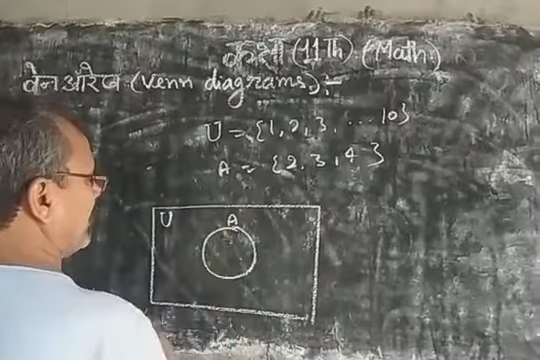 कक्षा (11Th) (Math)
वेन आरेख (Venn diagrams) :-
U = {1, 2, 3, ... 10}
A = {2, 3, 4 }
U A